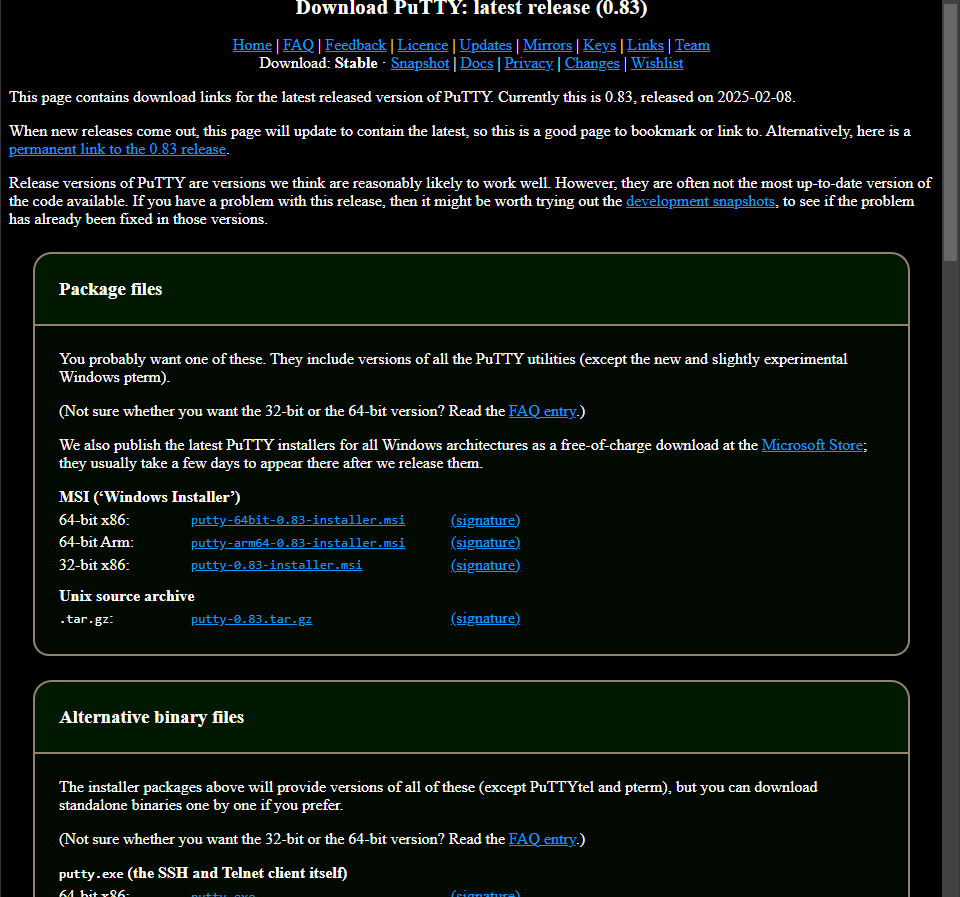 Download PuTTY: latest release (0.83)
Home | FAQ | Feedback | Licence | Updates | Mirrors | Keys | Links | Team
Download: Stable · Snapshot | Docs | Privacy | Changes | Wishlist
This page contains download links for the latest released version of PuTTY. Currently this is 0.83, released on 2025-02-08.
When new releases come out, this page will update to contain the latest, so this is a good page to bookmark or link to. Alternatively, here is a
permanent link to the 0.83 release.
Release versions of PuTTY are versions we think are reasonably likely to work well. However, they are often not the most up-to-date version of
the code available. If you have a problem with this release, then it might be worth trying out the development snapshots, to see if the problem
has already been fixed in those versions.
Package files
You probably want one of these. They include versions of all the PuTTY utilities (except the new and slightly experimental
Windows pterm).
(Not sure whether you want the 32-bit or the 64-bit version? Read the FAQ entry.)
We also publish the latest PuTTY installers for all Windows architectures as a free-of-charge download at the Microsoft Store;
they usually take a few days to appear there after we release them.
MSI (‘Windows Installer’)
64-bit x86: putty-64bit-0.83-installer.msi (signature)
64-bit Arm: putty-arm64-0.83-installer.msi (signature)
32-bit x86: putty-0.83-installer.msi (signature)
Unix source archive
.tar.gz: putty-0.83.tar.gz (signature)
Alternative binary files
The installer packages above will provide versions of all of these (except PuTTYtel and pterm), but you can download
standalone binaries one by one if you prefer.
(Not sure whether you want the 32-bit or the 64-bit version? Read the FAQ entry.)
putty.exe (the SSH and Telnet client itself)
64-bit x86: putty.exe (signature)